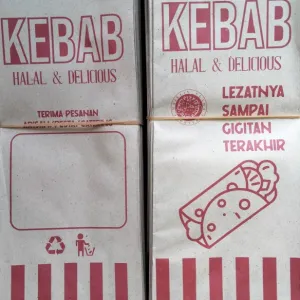 KEBAB
HALAL & DELICIOUS
TERIMA PESANAN
KEBAB
HALAL & DELICIOUS
LEZATNYA
SAMPAI
GIGITAN
TERAKHIR